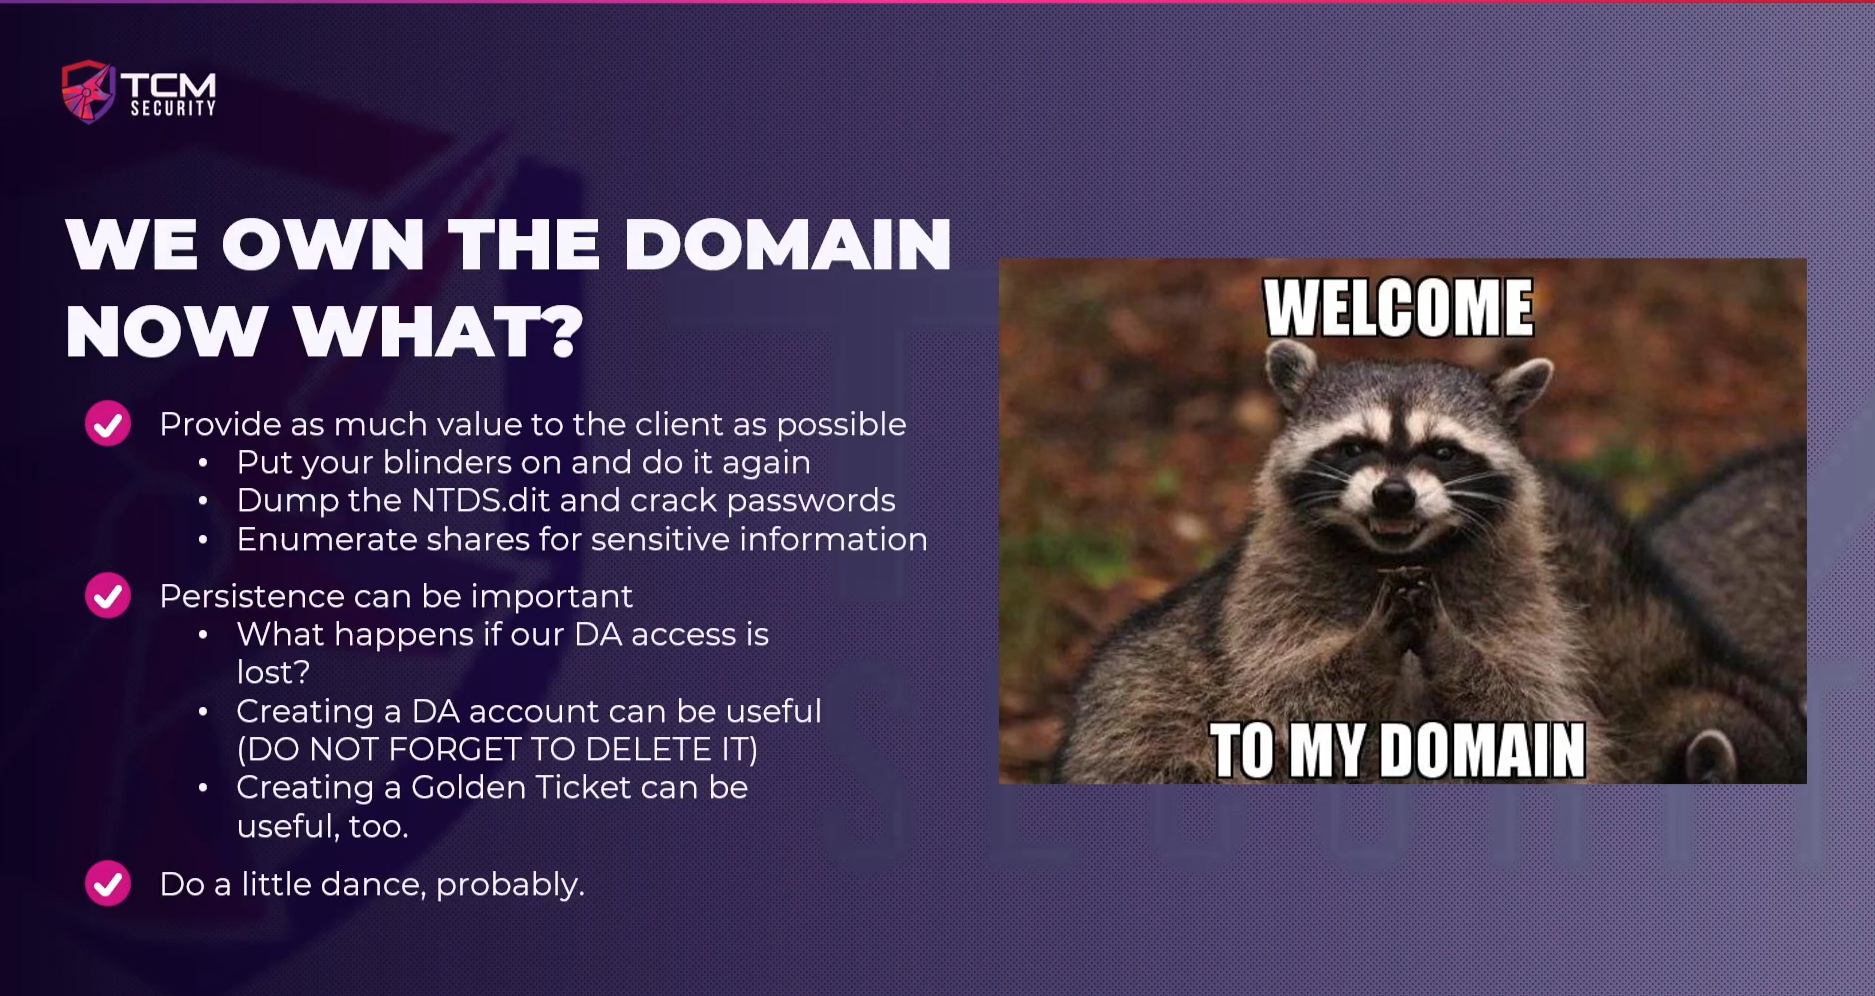 TCM
SECURITY
WE OWN THE DOMAIN
NOW WHAT?
Provide as much value to the client as possible
• Put your blinders on and do it again
• Dump the NTDS.dit and crack passwords
• Enumerate shares for sensitive information
Persistence can be important
• What happens if our DA access is
lost?
• Creating a DA account can be useful
(DO NOT FORGET TO DELETE IT)
• Creating a Golden Ticket can be
useful, too.
Do a little dance, probably.
WELCOME
TO MY DOMAIN